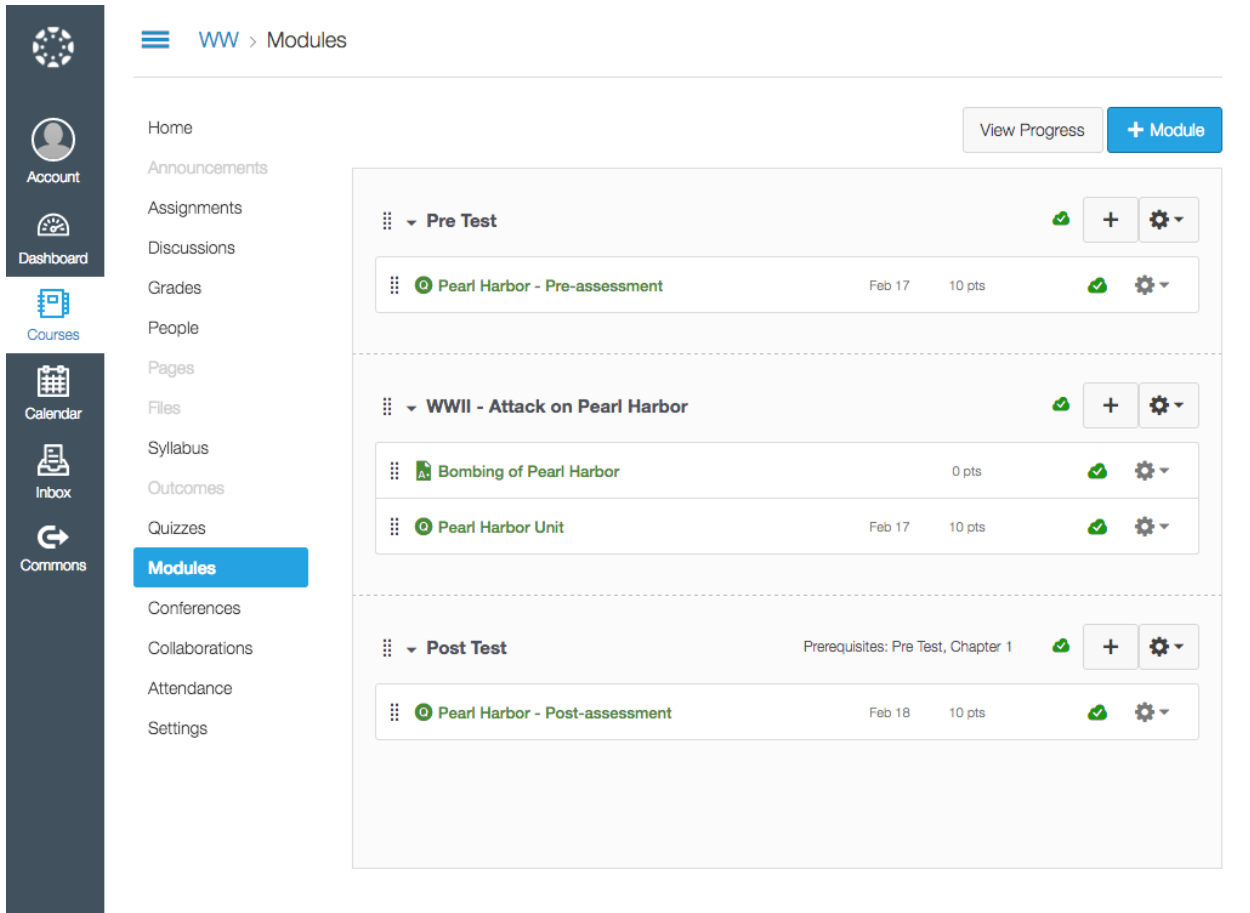 WW > Modules
Account
Dashboard
Courses
Calendar
Inbox
Commons
Home
Announcements
Assignments
Discussions
Grades
People
Pages
Files
Syllabus
Outcomes
Quizzes
Modules
Conferences
Collaborations
Attendance
Settings
View Progress
+ Module
Pre Test
+
Q Pearl Harbor - Pre-assessment Feb 17 10 pts
WWII - Attack on Pearl Harbor
+
A+ Bombing of Pearl Harbor 0 pts
Q Pearl Harbor Unit Feb 17 10 pts
Post Test Prerequisites: Pre Test, Chapter 1
+
Q Pearl Harbor - Post-assessment Feb 18 10 pts